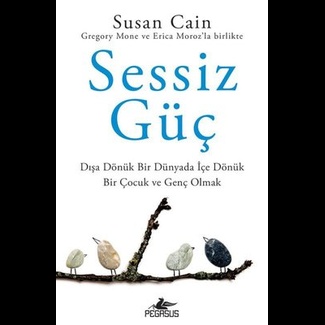 Susan Cain
Gregory Mone ve Erica Moroz'la birlikte
Sessiz
Güç
Dışa Dönük Bir Dünyada İçe Dönük
Bir Çocuk ve Genç Olmak
PEGASUS